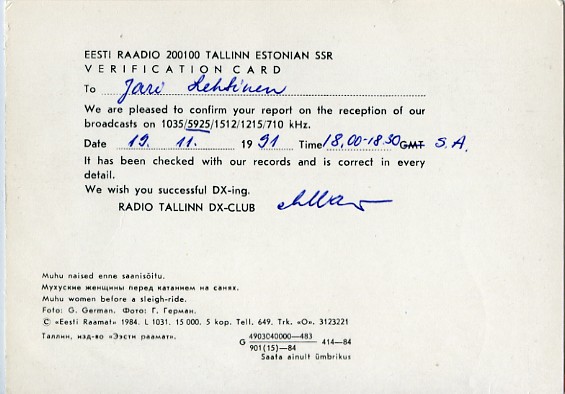 EESTI RAADIO 200100 TALLINN ESTONIAN SSR
VERIFICATION CARD
To Jari Lehtinen
We are pleased to confirm your report on the reception of our
broadcasts on 1035/5925/1512/1215/710 kHz.
Date 19. 11. 1991 Time 18,00-18.30 GMT S.A.
It has been checked with our records and is correct in every
detail.
We wish you successful DX-ing.
RADIO TALLINN DX-CLUB
Muhu naised enne saanisõitu.
Мухуские женщины перед катанием на санях.
Muhu women before a sleigh-ride.
Foto: G. German. Фото: Г. Герман.
© «Eesti Raamat» 1984. L 1031. 15 000. 5 kop. Tell. 649. Trk. «O». 3123221
Таллин, изд-во «Ээсти раамат».
G 4903040000—483 414—84
901(15)—84
Saata ainult ümbrikus